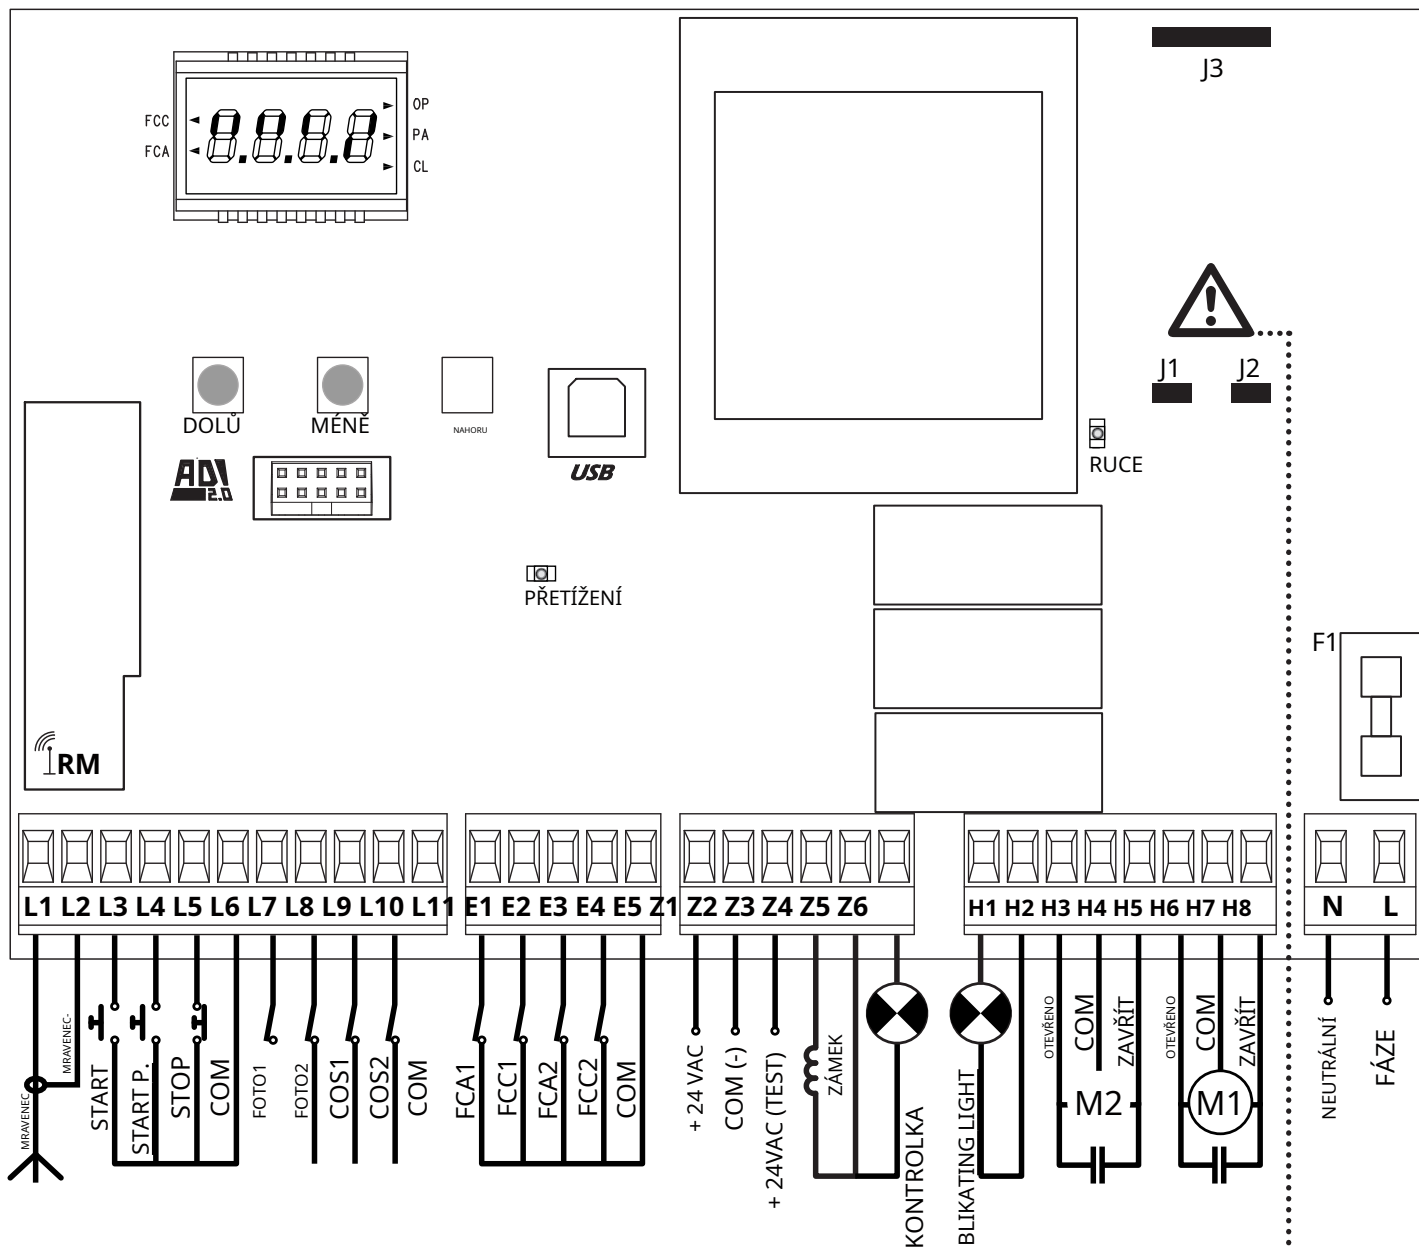 J3
FCC
FCA
OP
PA
CL
J1 J2
DOLŮ MÉNĚ NAHORU
USB
ADI
2.0
RUCE
PŘETÍŽENÍ
F1
RM
L1 L2 L3 L4 L5 L6 L7 L8 L9 L10 L11 E1 E2 E3 E4 E5 Z1 Z2 Z3 Z4 Z5 Z6 H1 H2 H3 H4 H5 H6 H7 H8 N L
MRAVENEC
MRAVENEC-
START
START P.
STOP
COM
FOTO1
FOTO2
COS1
COS2
COM
FCA1
FCC1
FCA2
FCC2
COM
+ 24 VAC
COM (-)
+ 24VAC (TEST)
ZÁMEK
KONTROLKA
BLIKATING LIGHT
OTEVŘENO
COM
ZAVŘÍT
M2
OTEVŘENO
COM
ZAVŘÍT
M1
NEUTRÁLNÍ
FÁZE